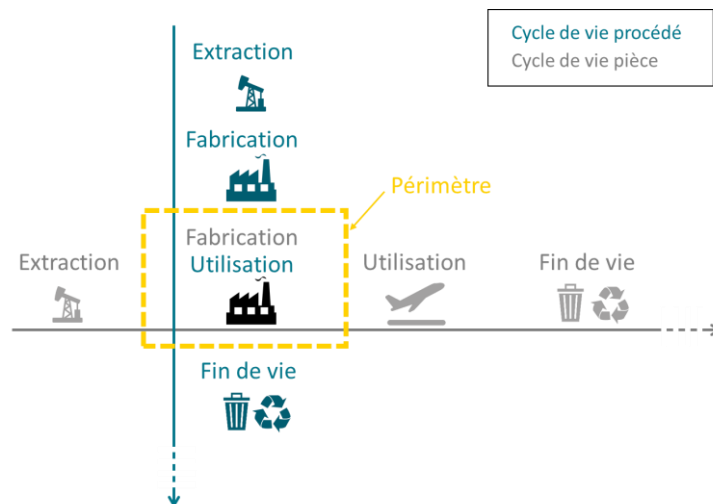 Cycle de vie procédé
Cycle de vie pièce
Extraction
Fabrication
Périmètre
Fabrication
Utilisation
Extraction
Utilisation
Fin de vie
Fin de vie